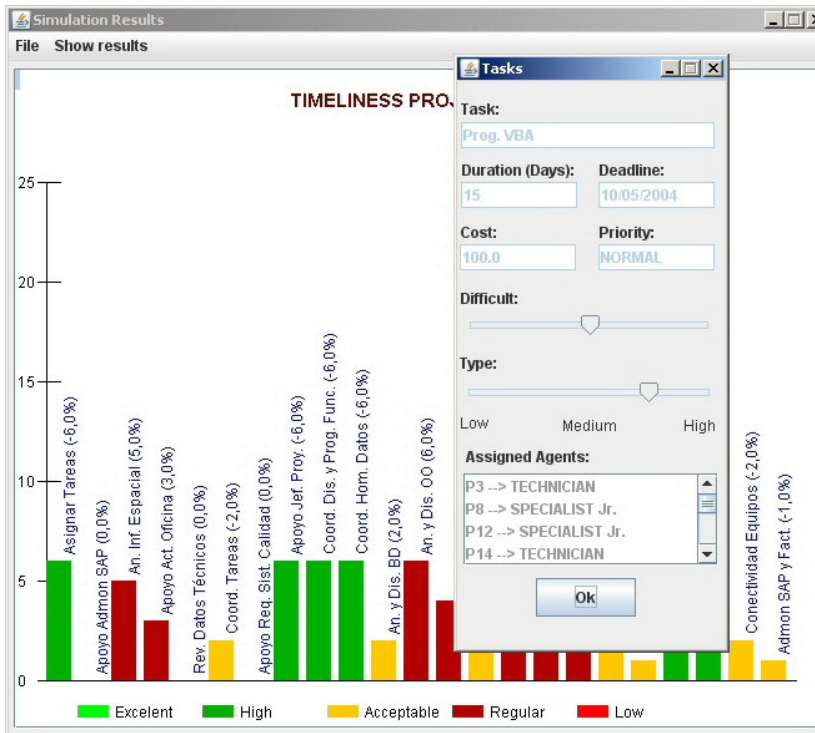 Simulation Results
File Show results
TIMELINESS PRO
25
20
15
10
5
0
Asignar Tareas (-6,0%)
Apoyo Admon SAP (0,0%)
An. Inf. Espacial (5,0%)
Apoyo Act. Oficina (3,0%)
Rev. Datos Técnicos (0,0%)
Coord. Tareas (-2,0%)
Apoyo Req. Sist. Calidad (0,0%)
Apoyo Jef. Proy. (-6,0%)
Coord. Dis. y Prog. Func. (-6,0%)
Coord. Hom. Datos (-6,0%)
An. y Dis. BD (2,0%)
An. y Dis. OO (6,0%)
Conectividad Equipos (-2,0%)
Admon SAP y Fact. (-1,0%)
Excelent
High
Acceptable
Regular
Low
Tasks
Task:
Prog. VBA
Duration (Days): Deadline:
15 10/05/2004
Cost: Priority:
100.0 NORMAL
Difficult:
Type:
Low Medium High
Assigned Agents:
P3 --> TECHNICIAN
P8 --> SPECIALIST Jr.
P12 --> SPECIALIST Jr.
P14 --> TECHNICIAN
Ok